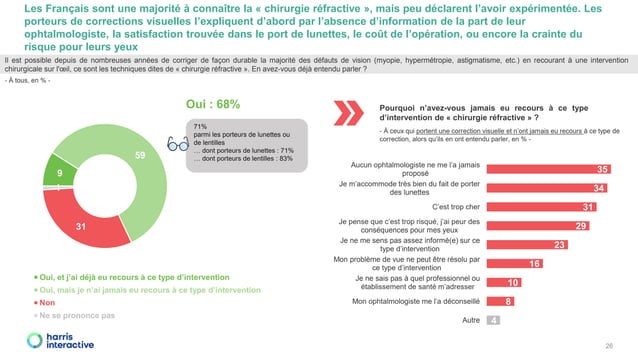 Les Français sont une majorité à connaître la « chirurgie réfractive », mais peu déclarent l’avoir expérimentée. Les
porteurs de corrections visuelles l’expliquent d’abord par l’absence d’information de la part de leur
ophtalmologiste, la satisfaction trouvée dans le port de lunettes, le coût de l’opération, ou encore la crainte du
risque pour leurs yeux
Il est possible depuis de nombreuses années de corriger de façon durable la majorité des défauts de vision (myopie, hypermétropie, astigmatisme, etc.) en recourant à une intervention
chirurgicale sur l'œil, ce sont les techniques dites de « chirurgie réfractive ». En avez-vous déjà entendu parler ?
- À tous, en % -
Oui : 68%
71%
parmi les porteurs de lunettes ou
de lentilles
… dont porteurs de lunettes : 71%
… dont porteurs de lentilles : 83%
59
9
1
31
Oui, et j’ai déjà eu recours à ce type d’intervention
Oui, mais je n’ai jamais eu recours à ce type d’intervention
Non
Ne se prononce pas
Pourquoi n’avez-vous jamais eu recours à ce type
d’intervention de « chirurgie réfractive » ?
- À ceux qui portent une correction visuelle et n’ont jamais eu recours à ce type de
correction, alors qu’ils en ont entendu parler, en % -
Aucun ophtalmologiste ne me l’a jamais
proposé
35
Je m’accommode très bien du fait de porter
des lunettes
34
C’est trop cher
31
Je pense que c’est trop risqué, j’ai peur des
conséquences pour mes yeux
29
Je ne me sens pas assez informé(e) sur ce
type d’intervention
23
Mon problème de vue ne peut être résolu par
ce type d’intervention
16
Je ne sais pas à quel professionnel ou
établissement de santé m’adresser
10
Mon ophtalmologiste me l’a déconseillé
8
Autre
4
harris
interactive
26